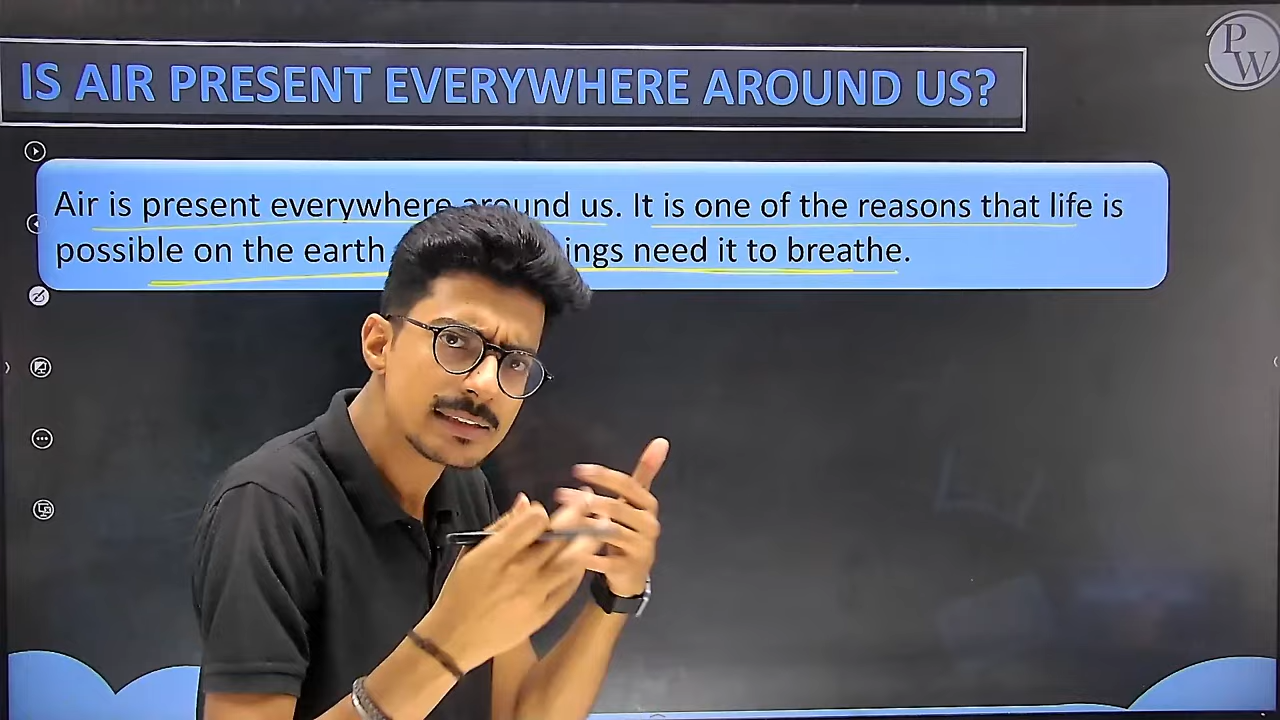 IS AIR PRESENT EVERYWHERE AROUND US?
PW
Air is present everywhere around us. It is one of the reasons that life is
possible on the earth ings need it to breathe.